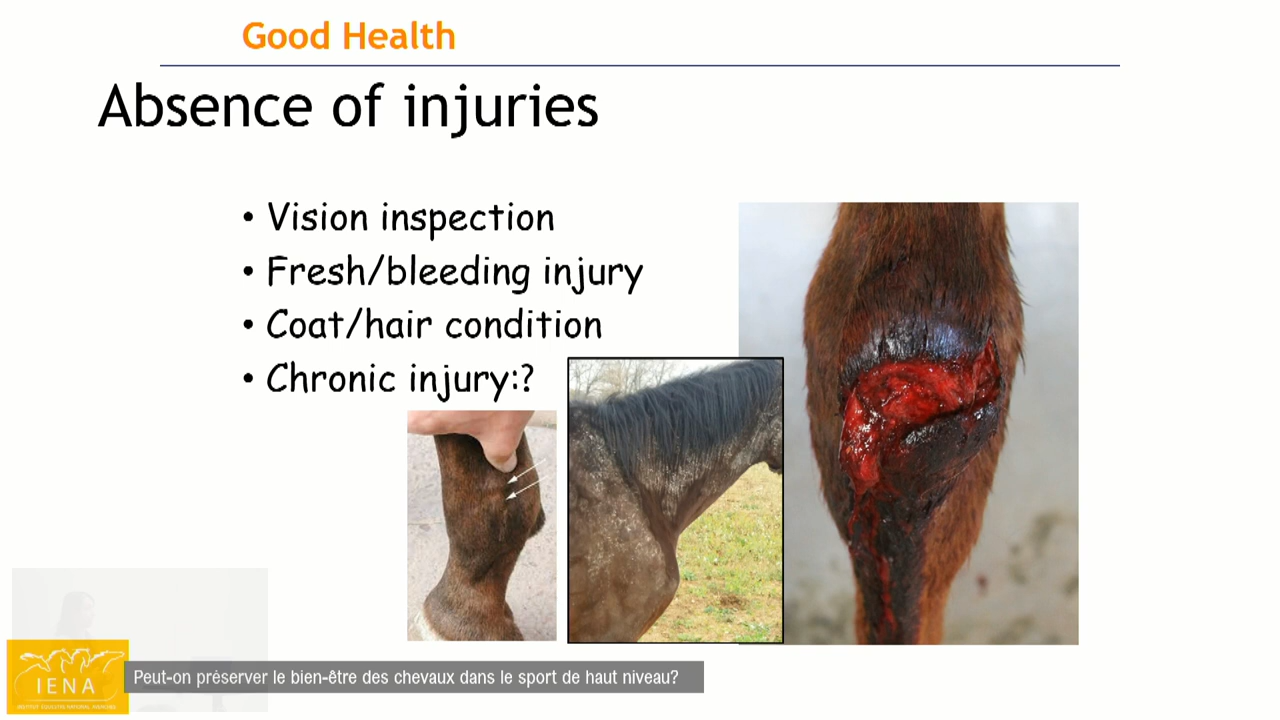 Good Health
Absence of injuries
• Vision inspection
• Fresh/bleeding injury
• Coat/hair condition
• Chronic injury:?
IENA
Peut-on préserver le bien-être des chevaux dans le sport de haut niveau?